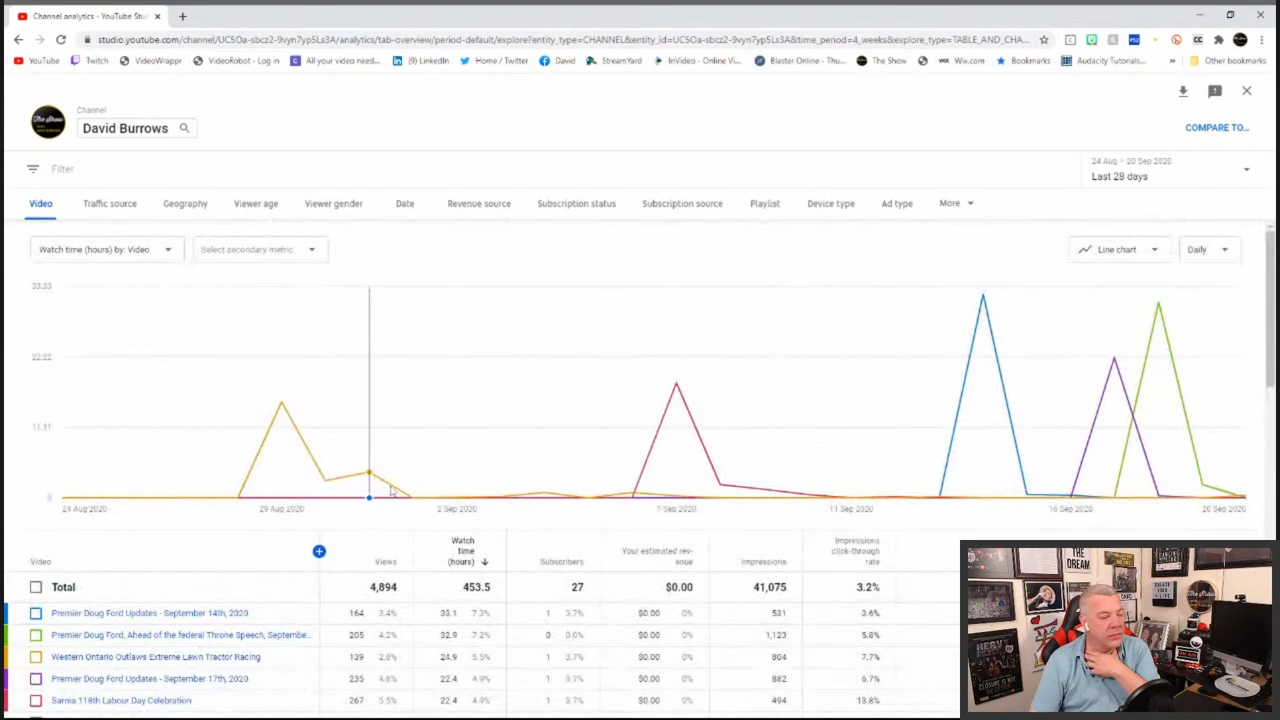 Channel analytics - YouTube Stu
studio.youtube.com/channel/UC5Oa-sbcz2-9vyn7yp5Ls3A/analytics/tab-overview/period-default/explore?entity_type=CHANNEL&entity_id=UC5Oa-sbcz2-9vyn7yp5Ls3A&time_period=4_weeks&explore_type=TABLE_AND_CHA...
YouTube Twitch VideoWrappr VideoRobot - Log in All your video need... (9) LinkedIn Home / Twitter David StreamYard InVideo - Online Vi... Blaster Online - Thu... The Show Wix.com Bookmarks Audacity Tutorials... » Other bookmarks
Channel
David Burrows
COMPARE TO...
Filter
24 Aug – 20 Sep 2020
Last 28 days
Video Traffic source Geography Viewer age Viewer gender Date Revenue source Subscription status Subscription source Playlist Device type Ad type More
Watch time (hours) by: Video Select secondary metric Line chart Daily
33.33
22.22
11.11
0
24 Aug 2020 29 Aug 2020 2 Sep 2020 7 Sep 2020 11 Sep 2020 16 Sep 2020 20 Sep 2020
Video Views Watch time (hours) Subscribers Your estimated revenue Impressions Impressions click-through rate
Total 4,894 453.5 27 $0.00 41,075 3.2%
Premier Doug Ford Updates - September 14th, 2020 164 3.4% 33.1 7.3% 1 3.7% $0.00 0% 531 3.6%
Premier Doug Ford, Ahead of the federal Throne Speech, Septembe... 205 4.2% 32.9 7.2% 0 0.0% $0.00 0% 1,123 5.8%
Western Ontario Outlaws Extreme Lawn Tractor Racing 139 2.8% 24.9 5.5% 1 3.7% $0.00 0% 804 7.7%
Premier Doug Ford Updates - September 17th, 2020 235 4.8% 22.4 4.9% 1 3.7% $0.00 0% 882 6.7%
Sarnia 118th Labour Day Celebration 267 5.5% 22.4 4.9% 1 3.7% $0.00 0% 494 13.8%
THE DREAM